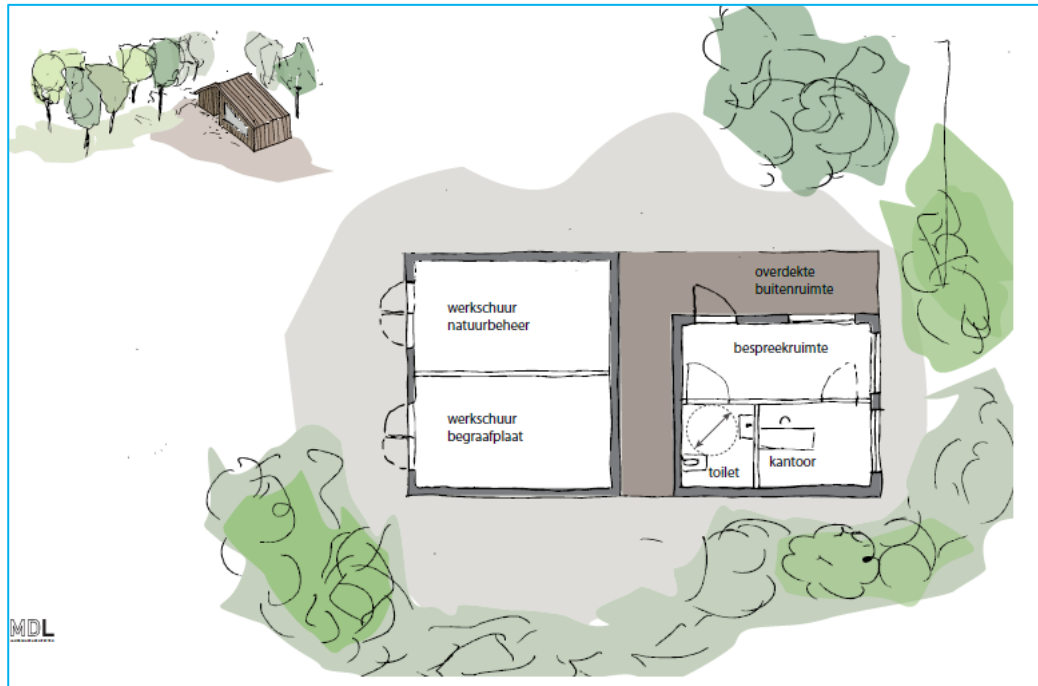 overdekte
buitenruimte
werkschuur
natuurbeheer
bespreekruimte
werkschuur
begraafplaat
toilet
kantoor
MDL